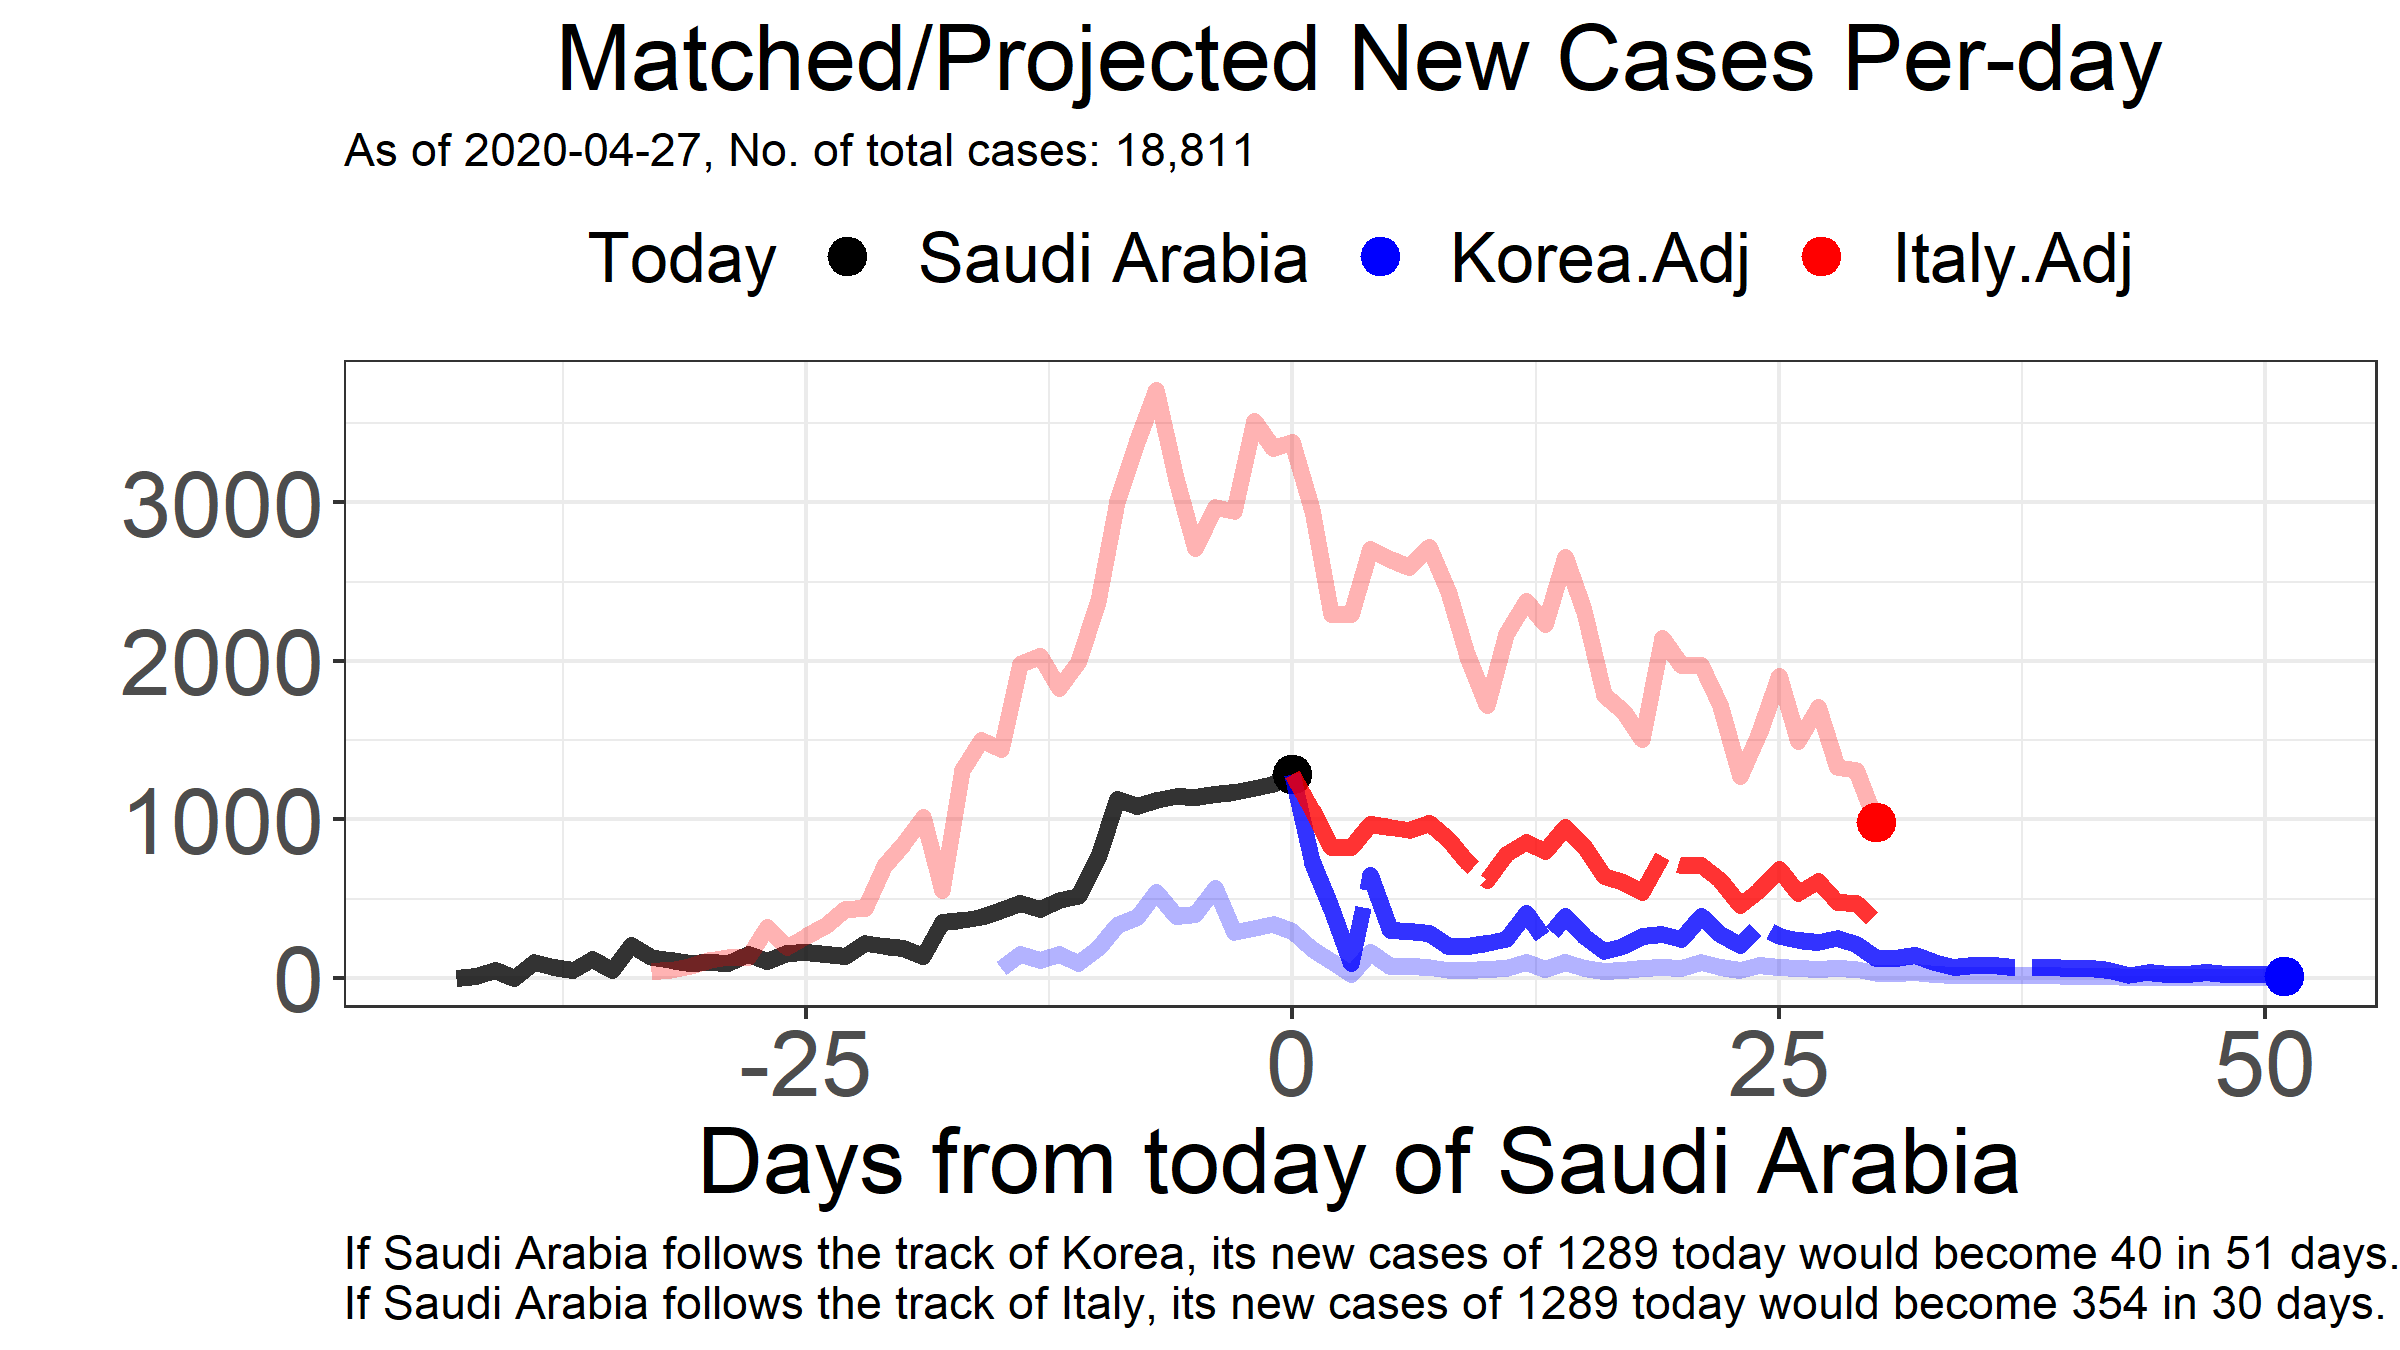 Matched/Projected New Cases Per-day
As of 2020-04-27, No. of total cases: 18,811
Today Saudi Arabia Korea.Adj Italy.Adj
3000
2000
1000
0
-25 0 25 50
Days from today of Saudi Arabia
If Saudi Arabia follows the track of Korea, its new cases of 1289 today would become 40 in 51 days.
If Saudi Arabia follows the track of Italy, its new cases of 1289 today would become 354 in 30 days.